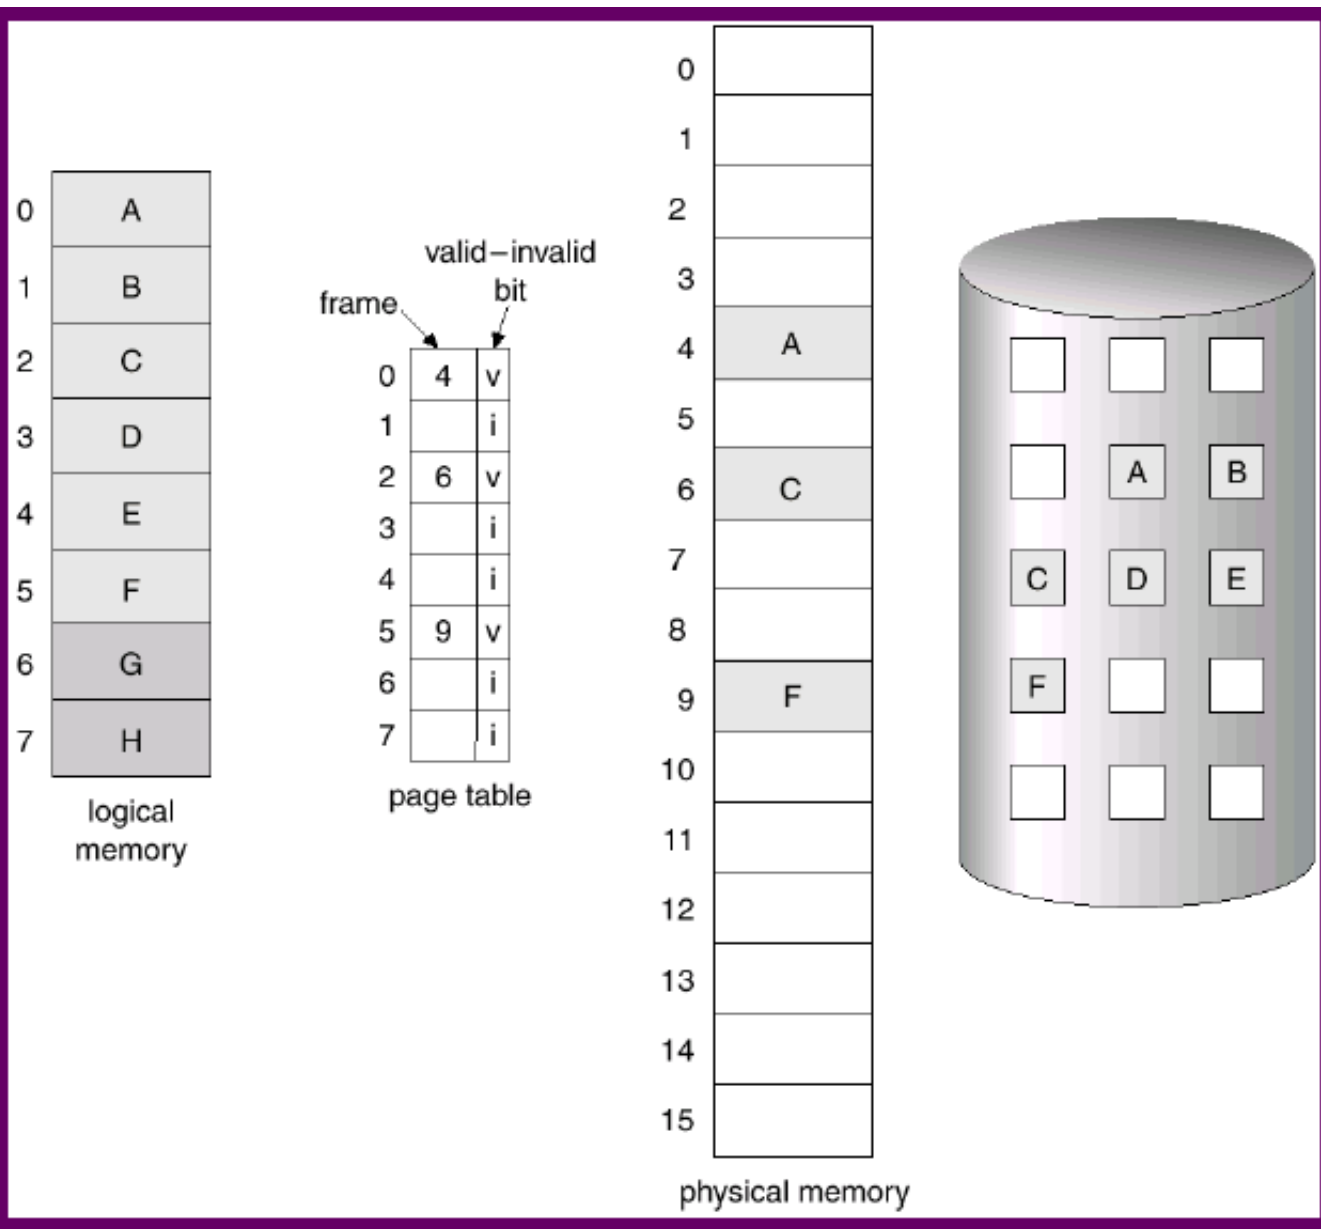 0 A
1 B
2 C
3 D
4 E
5 F
6 G
7 H
logical
memory
valid–invalid
bit
frame
0 4 v
1 i
2 6 v
3 i
4 i
5 9 v
6 i
7 i
page table
0
1
2
3
4 A
5
6 C
7
8
9 F
10
11
12
13
14
15
physical memory
A B
C D E
F